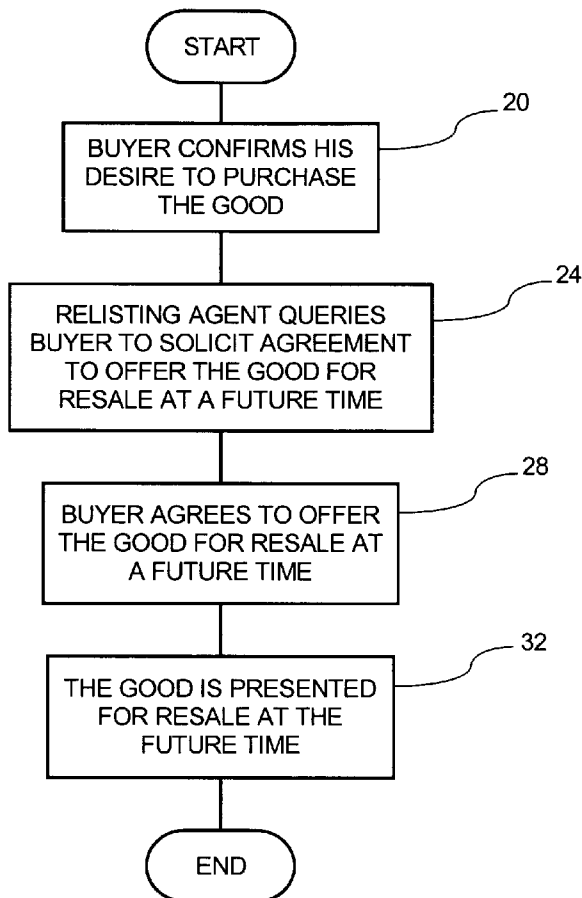 START
20
BUYER CONFIRMS HIS
DESIRE TO PURCHASE
THE GOOD
24
RELISTING AGENT QUERIES
BUYER TO SOLICIT AGREEMENT
TO OFFER THE GOOD FOR
RESALE AT A FUTURE TIME
28
BUYER AGREES TO OFFER
THE GOOD FOR RESALE AT
A FUTURE TIME
32
THE GOOD IS PRESENTED
FOR RESALE AT THE
FUTURE TIME
END